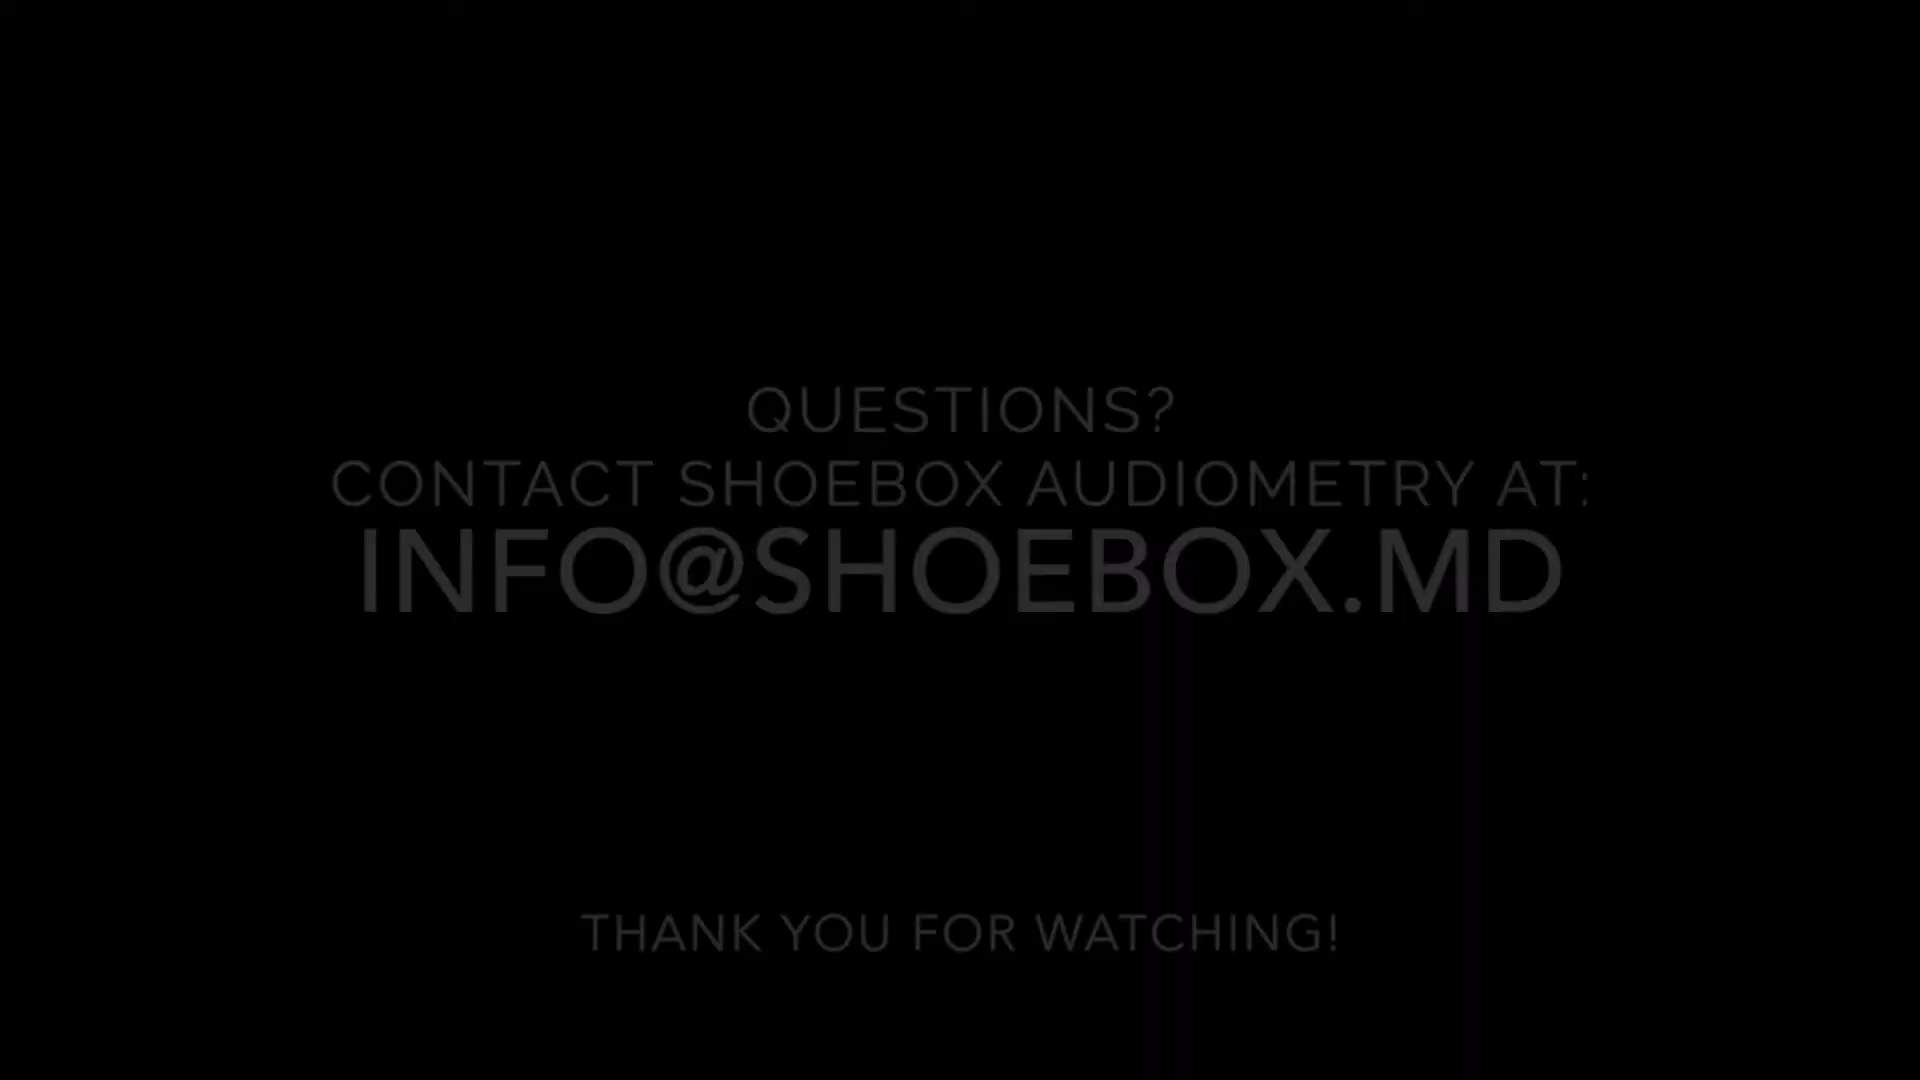 QUESTIONS?
CONTACT SHOEBOX AUDIOMETRY AT:
INFO@SHOEBOX.MD
THANK YOU FOR WATCHING!